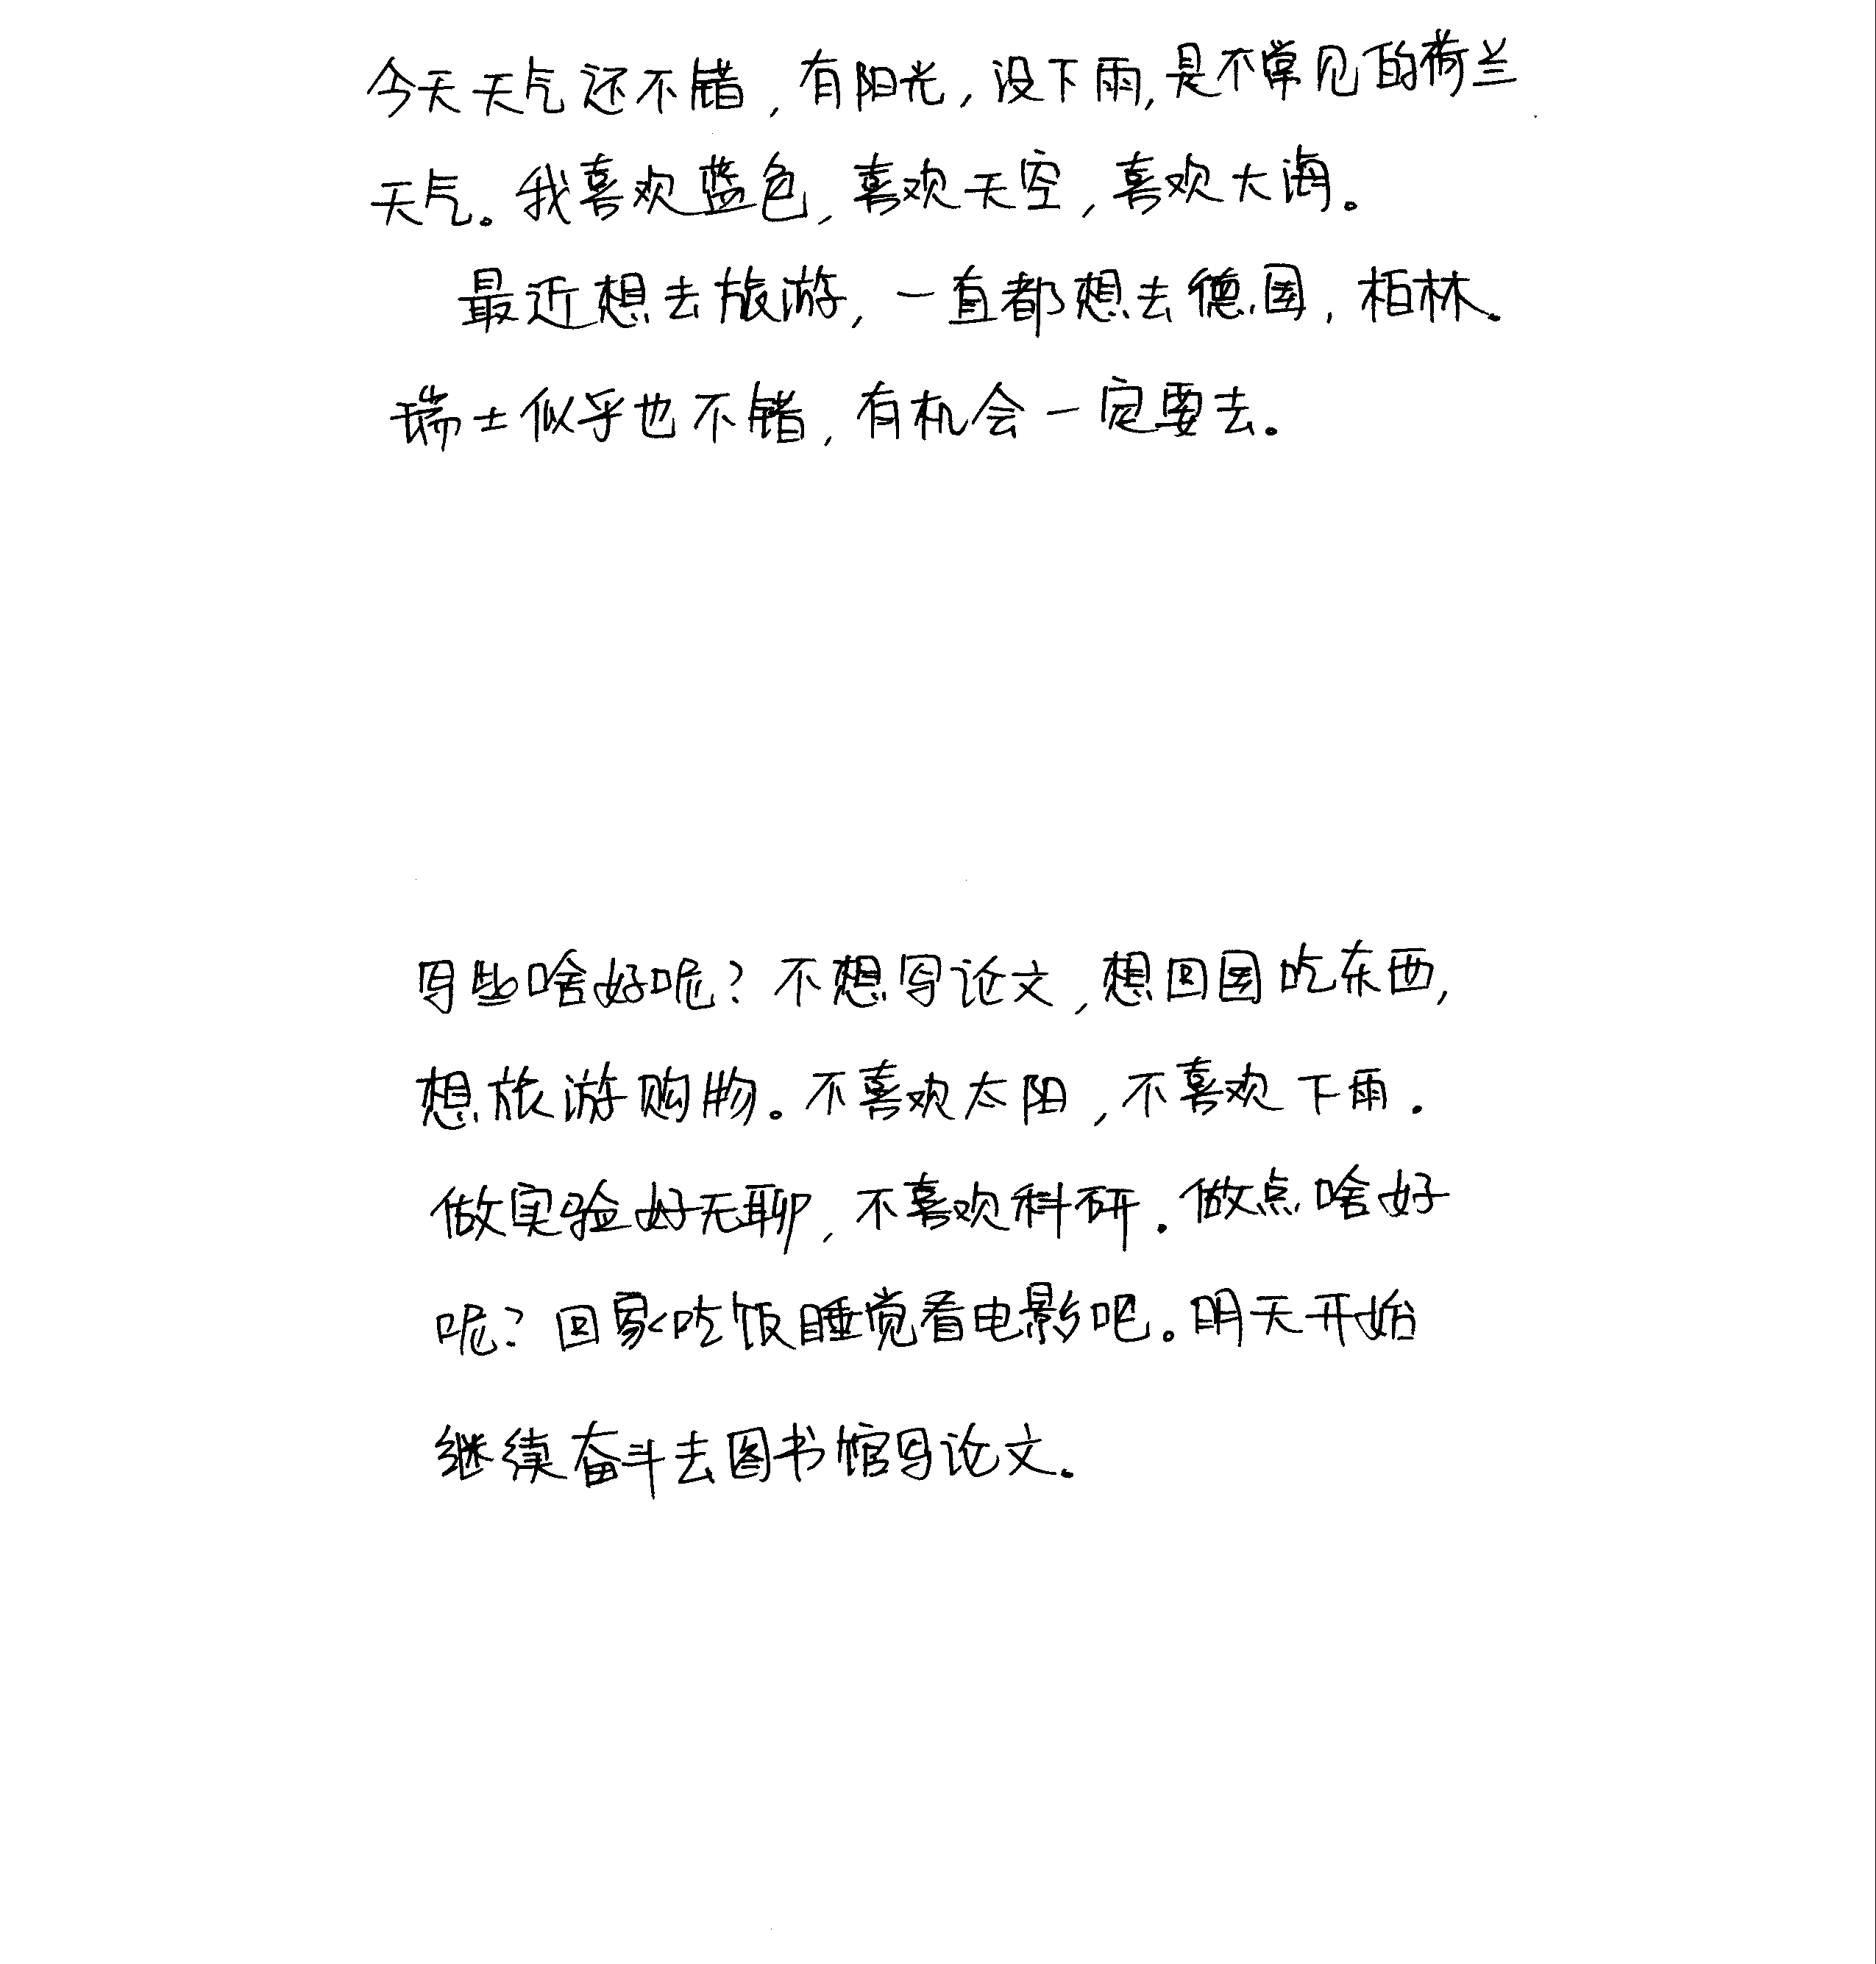 今天天气还不错,有阳光,没下雨,是不常见的荷兰
天气。我喜欢蓝色,喜欢天空,喜欢大海。
最近想去旅游,一直都想去德国,柏林。
瑞士似乎也不错,有机会一定要去。
写些啥好呢?不想写论文,想回国吃东西,
想旅游购物。不喜欢太阳,不喜欢下雨.
做实验好无聊,不喜欢科研.做点啥好
呢?回家吃饭睡觉看电影吧。明天开始
继续奋斗去图书馆写论文。